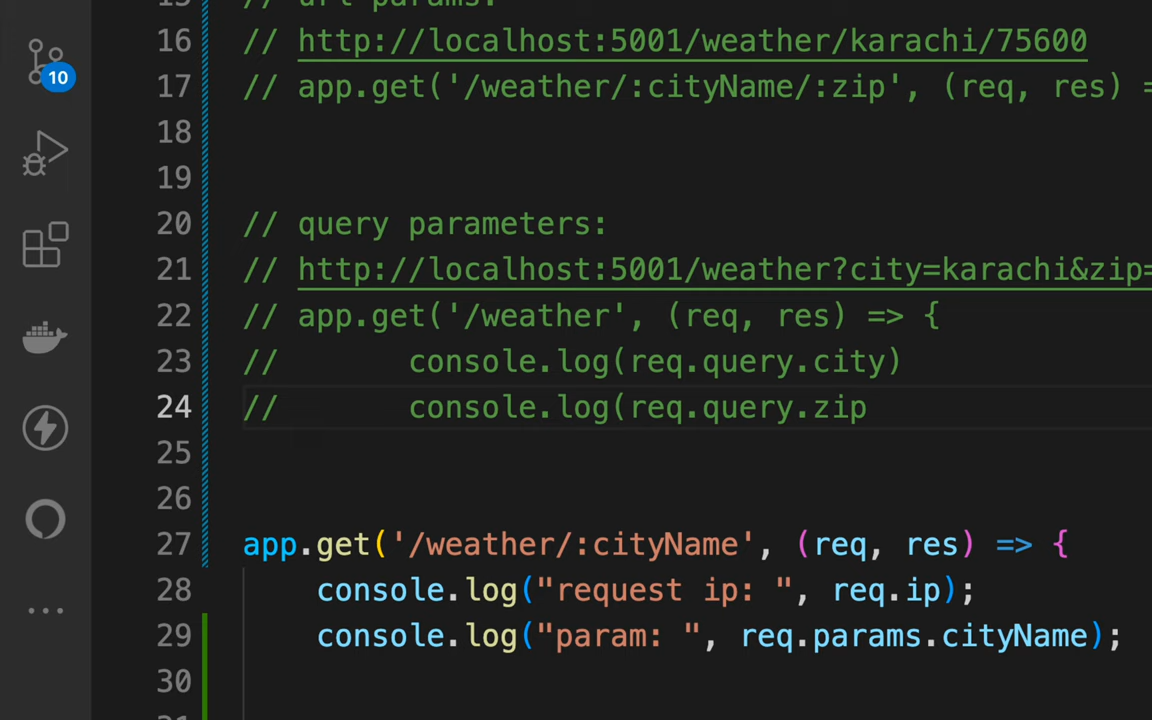 15 // url params:
16 // http://localhost:5001/weather/karachi/75600
17 // app.get('/weather/:cityName/:zip', (req, res) =
18
19
20 // query parameters:
21 // http://localhost:5001/weather?city=karachi&zip=
22 // app.get('/weather', (req, res) => {
23 //       console.log(req.query.city)
24 //       console.log(req.query.zip
25
26
27 app.get('/weather/:cityName', (req, res) => {
28     console.log("request ip: ", req.ip);
29     console.log("param: ", req.params.cityName);
30
10